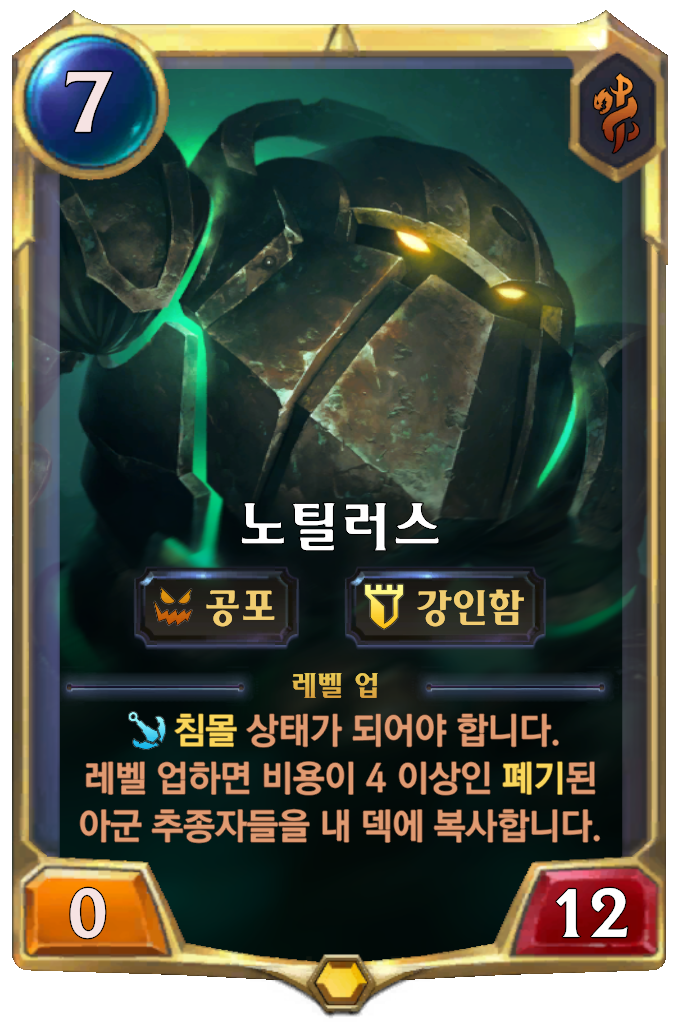 7
노틸러스
공포 강인함
레벨 업
침몰 상태가 되어야 합니다.
레벨 업하면 비용이 4 이상인 폐기된
아군 추종자들을 내 덱에 복사합니다.
0 12